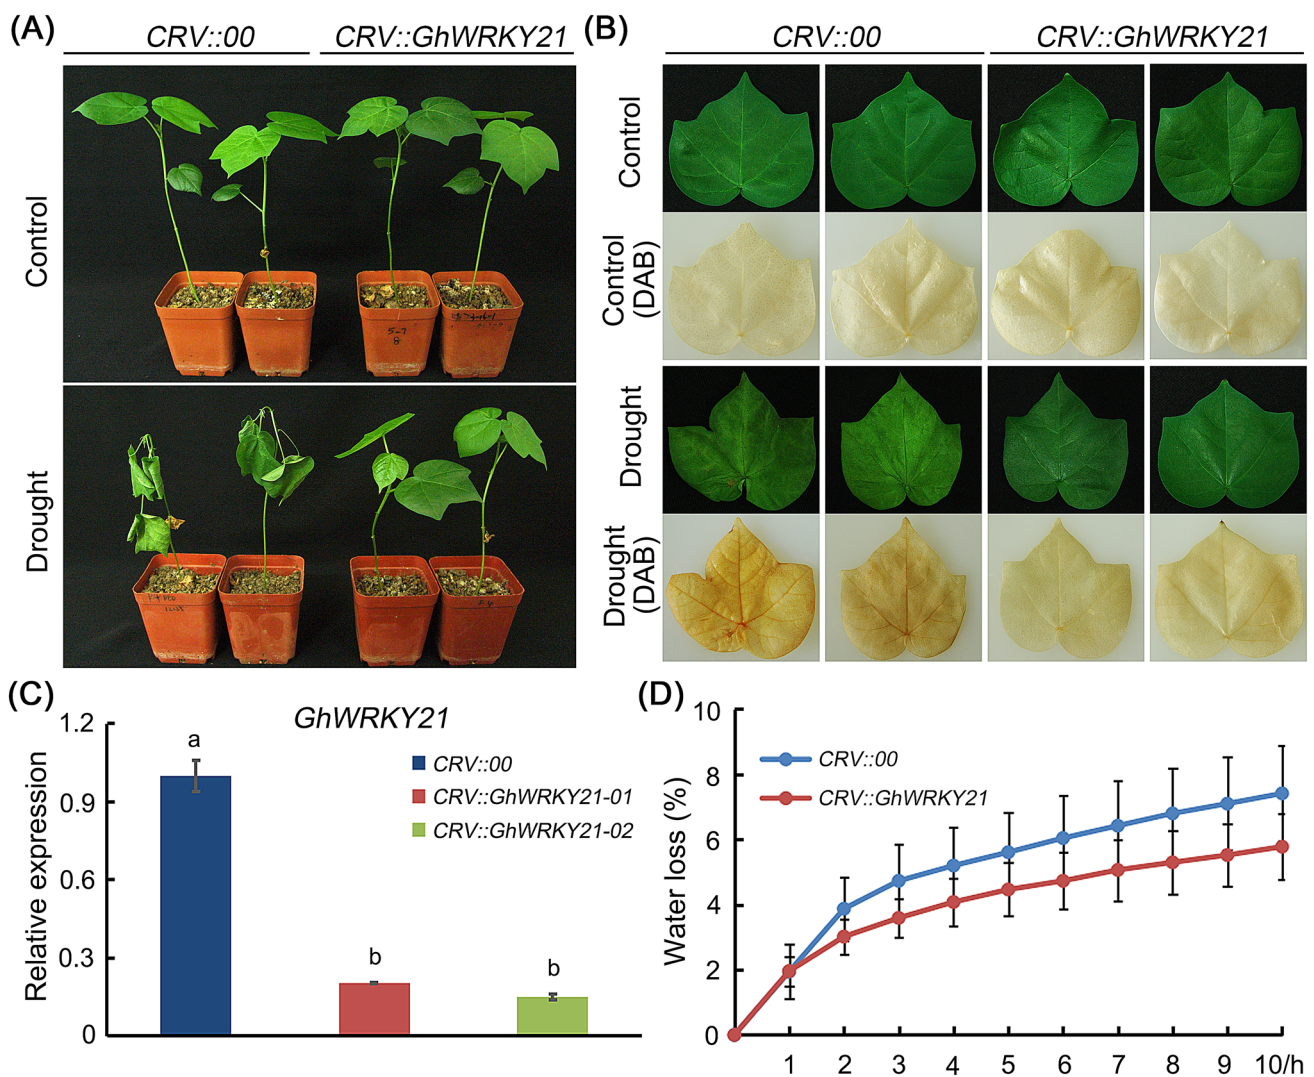 (A)
CRV::00
CRV::GhWRKY21
Control
Drought
5-7
8
(B)
CRV::00
CRV::GhWRKY21
Control
Control
(DAB)
Drought
Drought
(DAB)
(C)
GhWRKY21
Relative expression
1.2
0.9
0.6
0.3
0
a
b
b
CRV::00
CRV::GhWRKY21-01
CRV::GhWRKY21-02
(D)
Water loss (%)
10
8
6
4
2
0
CRV::00
CRV::GhWRKY21
1 2 3 4 5 6 7 8 9 10/h